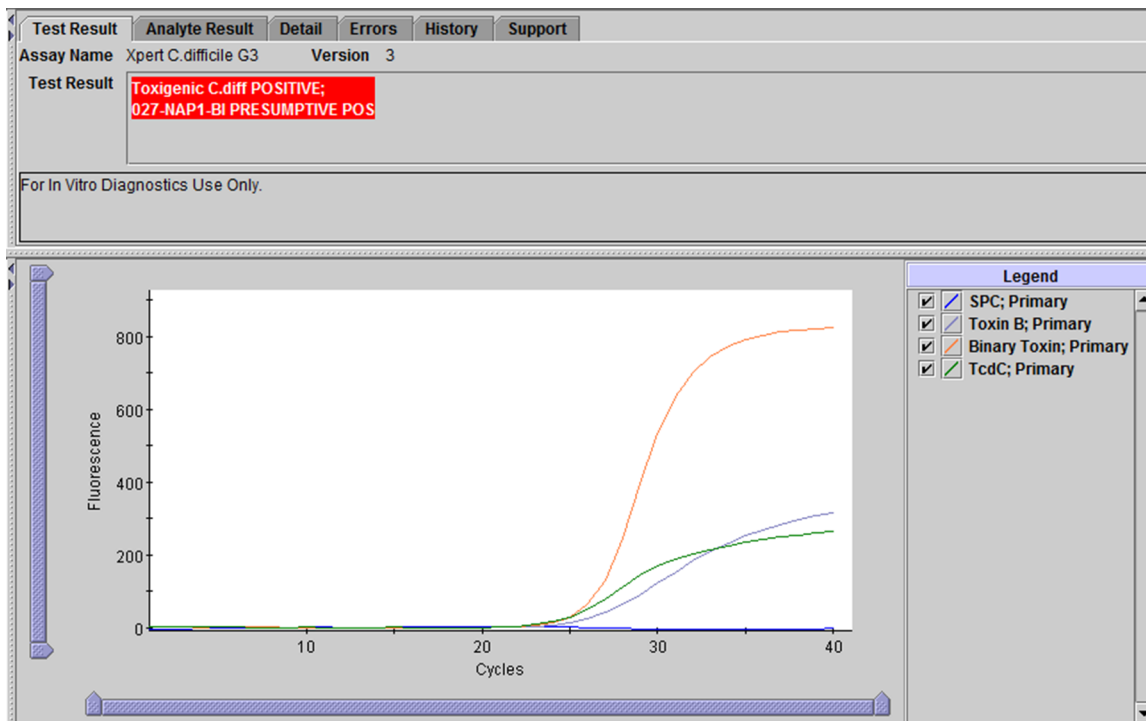 Test Result Analyte Result Detail Errors History Support
Assay Name Xpert C.difficile G3 Version 3
Test Result
Toxigenic C.diff POSITIVE;
027-NAP1-BI PRESUMPTIVE POS
For In Vitro Diagnostics Use Only.
800
600
400
200
0
Fluorescence
10 20 30 40
Cycles
Legend
SPC; Primary
Toxin B; Primary
Binary Toxin; Primary
TcdC; Primary